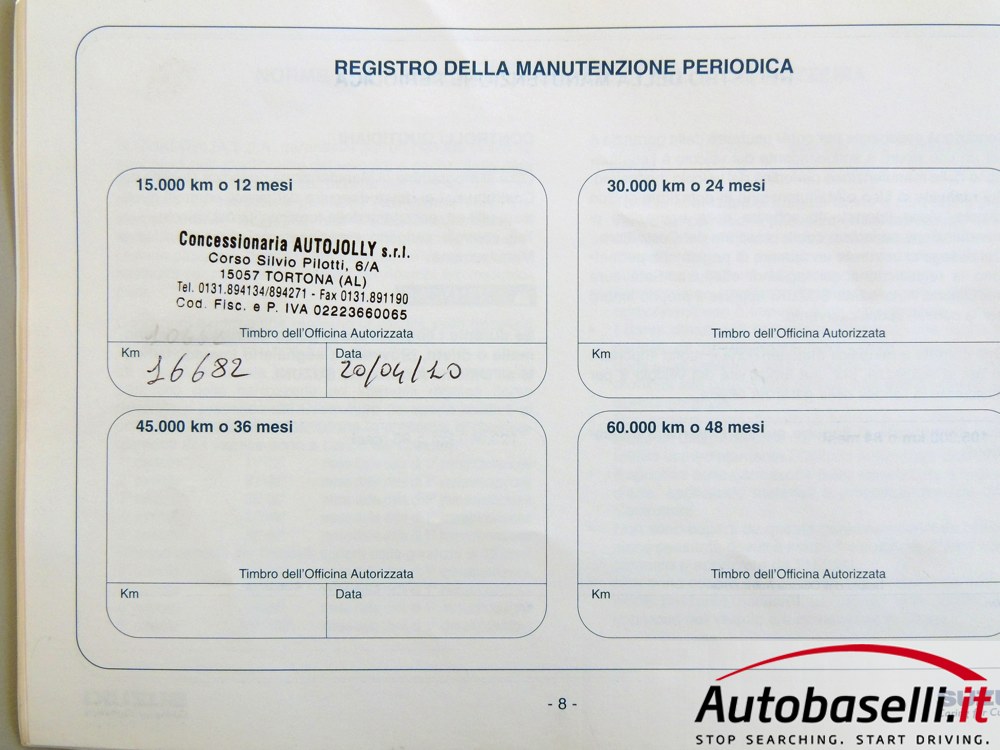 REGISTRO DELLA MANUTENZIONE PERIODICA
15.000 km o 12 mesi
Concessionaria AUTOJOLLY s.r.l.
Corso Silvio Pilotti, 6/A
15057 TORTONA (AL)
Tel. 0131.894134/894271 - Fax 0131.891190
Cod. Fisc. e P. IVA 02223660065
Timbro dell'Officina Autorizzata
Km
Data
16682
20/04/10
30.000 km o 24 mesi
Timbro dell'Officina Autorizzata
Km
45.000 km o 36 mesi
Timbro dell'Officina Autorizzata
Km
Data
60.000 km o 48 mesi
Timbro dell'Officina Autorizzata
Km
- 8 -
Autobaselli.it
STOP SEARCHING. START DRIVING.